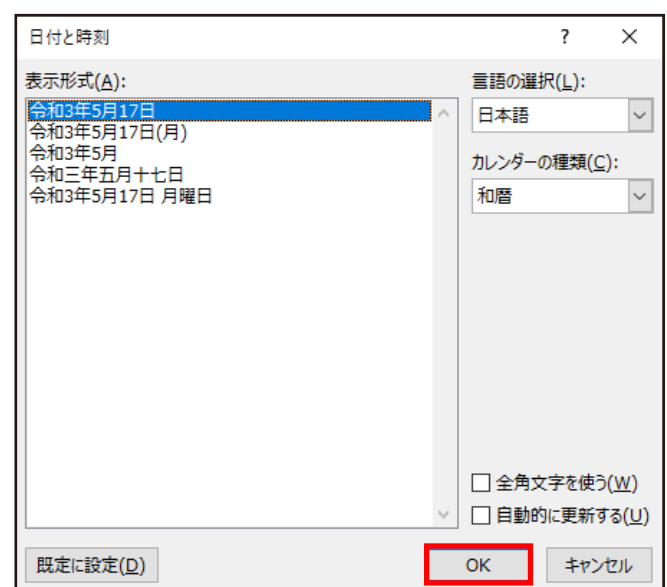 日付と時刻
表示形式(A):
令和3年5月17日
令和3年5月17日(月)
令和3年5月
令和三年五月十七日
令和3年5月17日 月曜日
言語の選択(L):
日本語
カレンダーの種類(C):
和暦
全角文字を使う(W)
自動的に更新する(U)
既定に設定(D)
OK
キャンセル